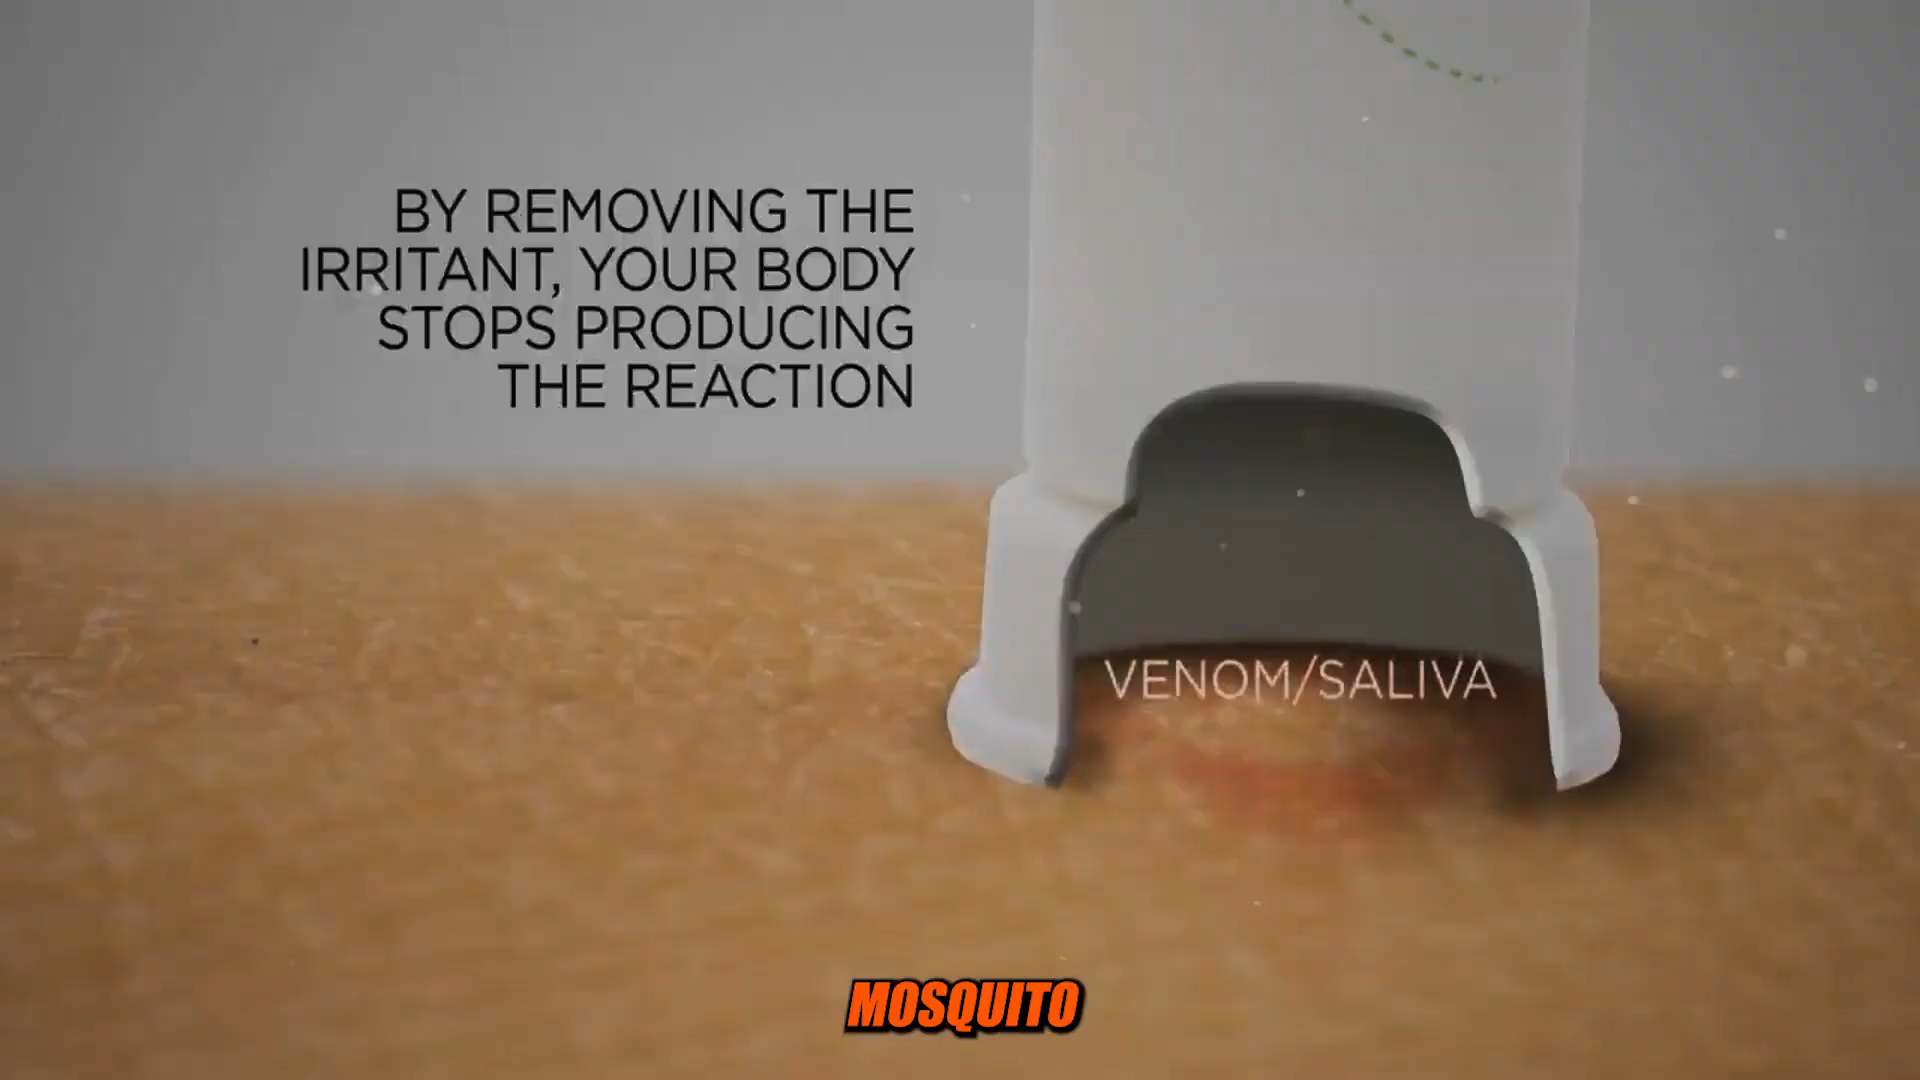 BY REMOVING THE
IRRITANT, YOUR BODY
STOPS PRODUCING
THE REACTION
VENOM/SALIVA
MOSQUITO